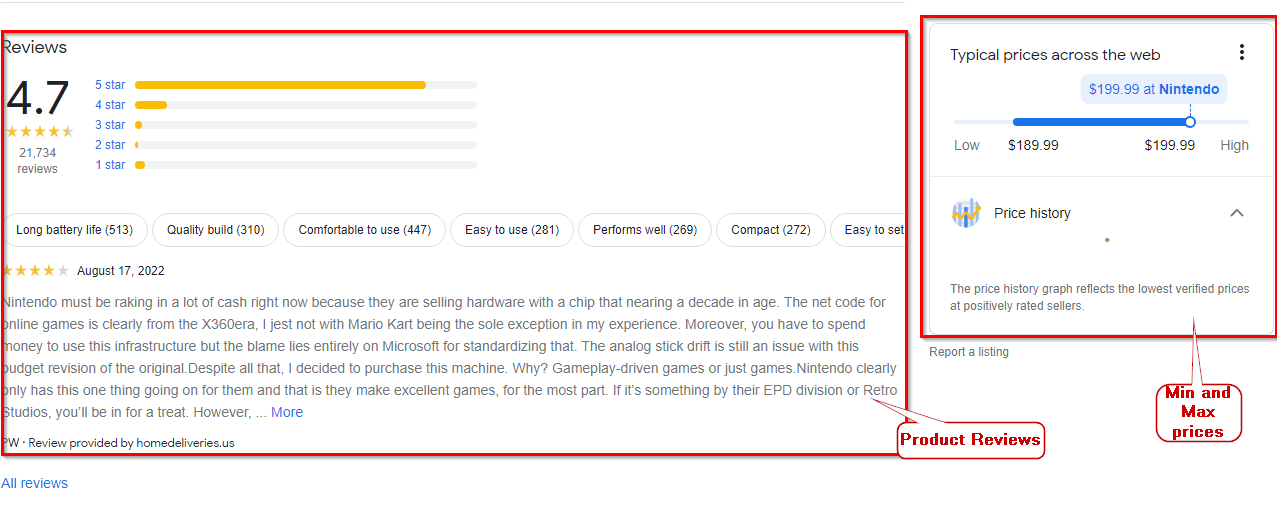 Reviews
4.7
21,734
reviews
5 star
4 star
3 star
2 star
1 star
Long battery life (513)
Quality build (310)
Comfortable to use (447)
Easy to use (281)
Performs well (269)
Compact (272)
Easy to set
August 17, 2022
Nintendo must be raking in a lot of cash right now because they are selling hardware with a chip that nearing a decade in age. The net code for
online games is clearly from the X360era, I jest not with Mario Kart being the sole exception in my experience. Moreover, you have to spend
money to use this infrastructure but the blame lies entirely on Microsoft for standardizing that. The analog stick drift is still an issue with this
budget revision of the original.Despite all that, I decided to purchase this machine. Why? Gameplay-driven games or just games.Nintendo clearly
only has this one thing going on for them and that is they make excellent games, for the most part. If it's something by their EPD division or Retro
Studios, you'll be in for a treat. However, ... More
PW · Review provided by homedeliveries.us
All reviews
Product Reviews
Typical prices across the web
$199.99 at Nintendo
Low
$189.99
$199.99
High
Price history
The price history graph reflects the lowest verified prices
at positively rated sellers.
Report a listing
Min and
Max
prices